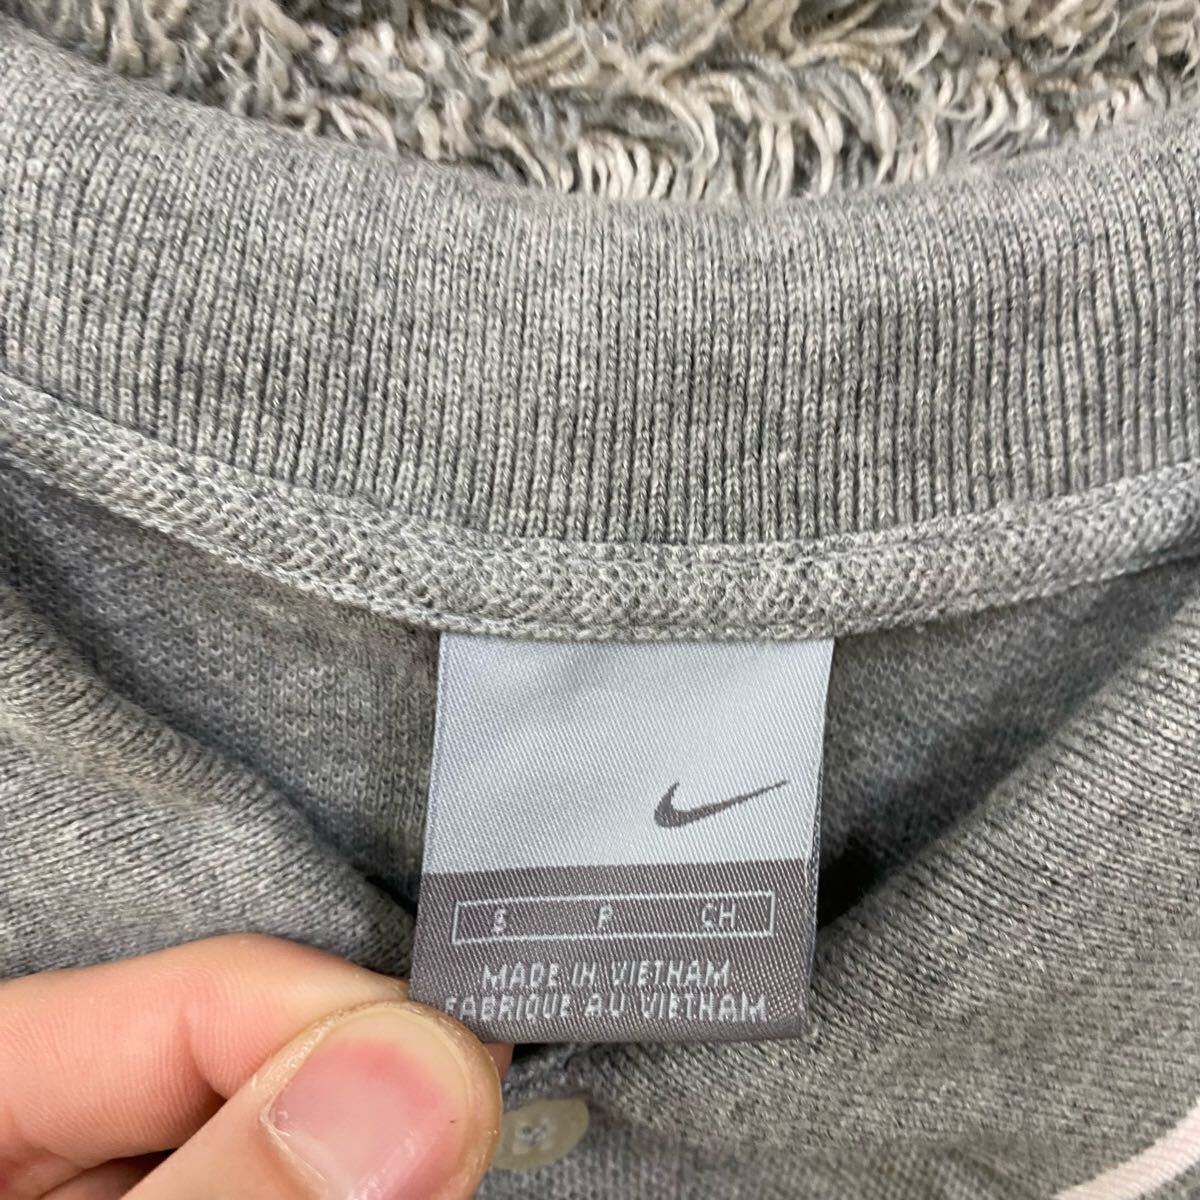 S P CH
MADE IN VIETNAM
FABRIQUE AU VIETNAM